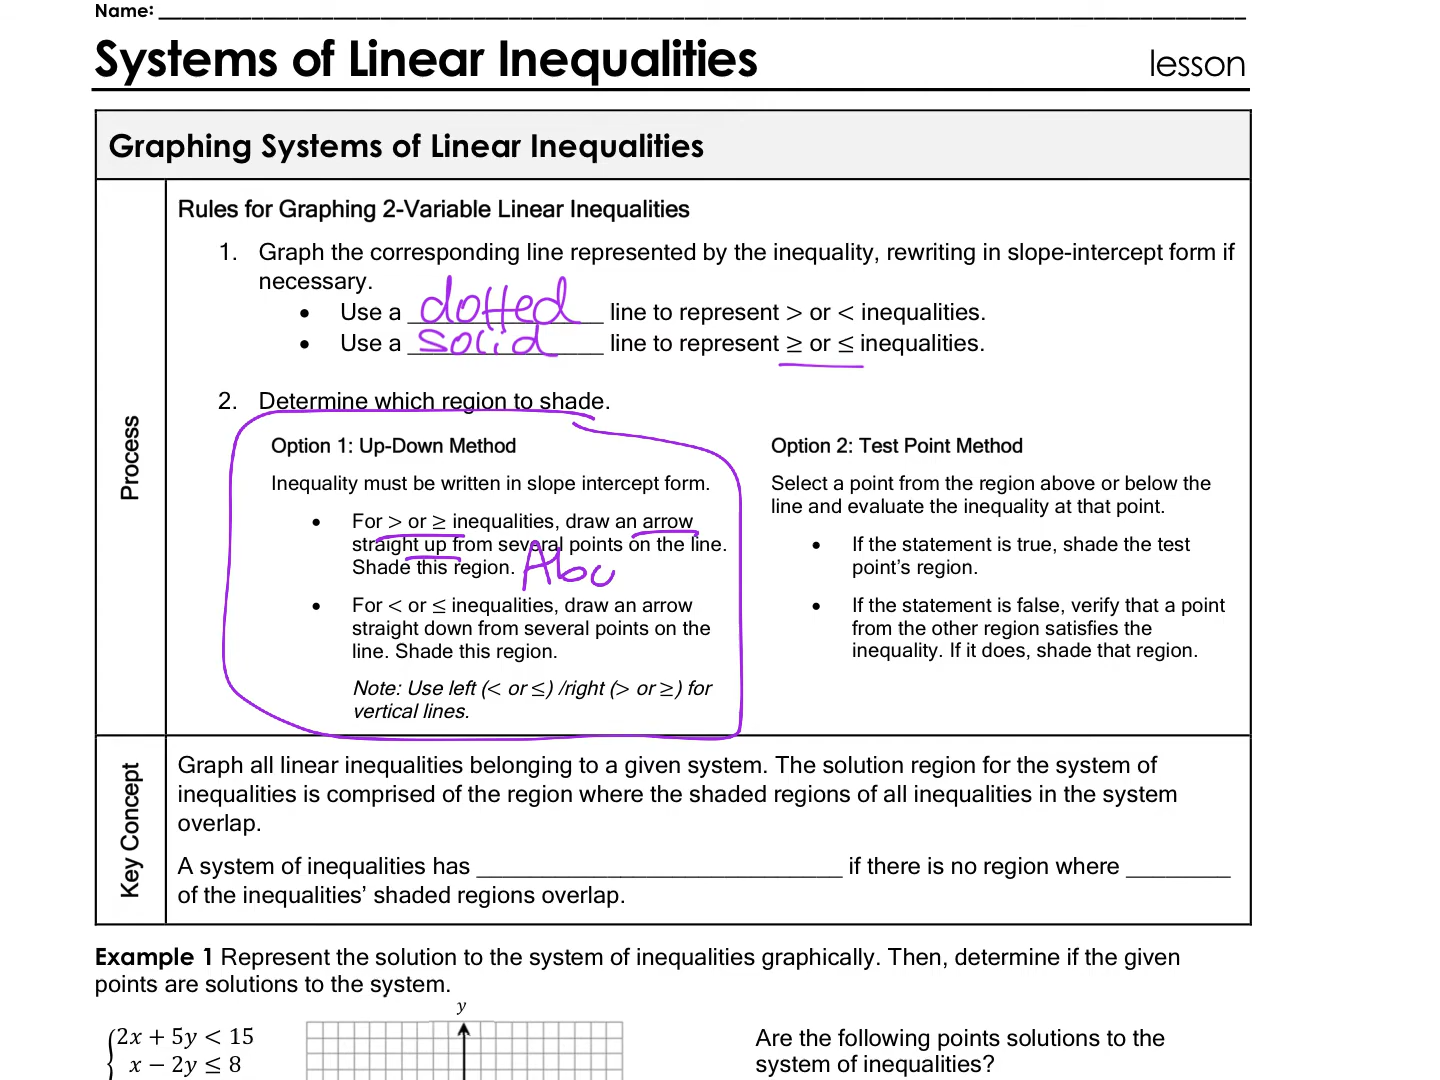 Name:
Systems of Linear Inequalities lesson
Graphing Systems of Linear Inequalities
Process
Rules for Graphing 2-Variable Linear Inequalities
1. Graph the corresponding line represented by the inequality, rewriting in slope-intercept form if
necessary.
• Use a dotted line to represent > or < inequalities.
• Use a solid line to represent ≥ or ≤ inequalities.
2. Determine which region to shade.
Option 1: Up-Down Method
Inequality must be written in slope intercept form.
• For > or ≥ inequalities, draw an arrow
straight up from several points on the line.
Shade this region. Abo
• For < or ≤ inequalities, draw an arrow
straight down from several points on the
line. Shade this region.
Note: Use left (< or ≤) /right (> or ≥) for
vertical lines.
Option 2: Test Point Method
Select a point from the region above or below the
line and evaluate the inequality at that point.
• If the statement is true, shade the test
point’s region.
• If the statement is false, verify that a point
from the other region satisfies the
inequality. If it does, shade that region.
Key Concept
Graph all linear inequalities belonging to a given system. The solution region for the system of
inequalities is comprised of the region where the shaded regions of all inequalities in the system
overlap.
A system of inequalities has ____ if there is no region where ____
of the inequalities’ shaded regions overlap.
Example 1 Represent the solution to the system of inequalities graphically. Then, determine if the given
points are solutions to the system.
2x + 5y < 15
x − 2y ≤ 8
y
Are the following points solutions to the
system of inequalities?